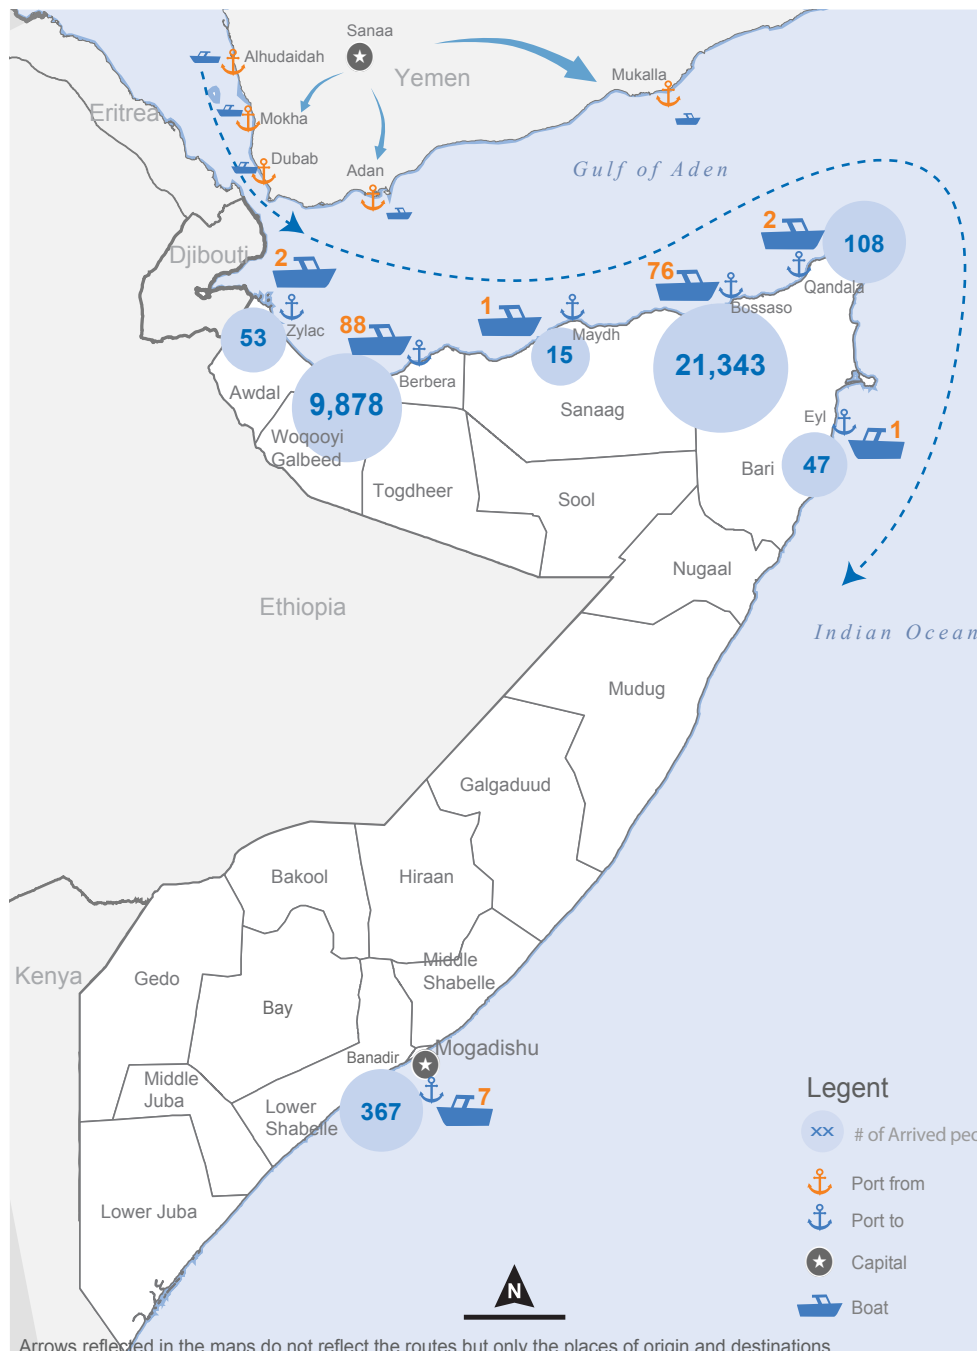 Sanaa
Alhudaidah
Yemen
Mukalla
Eritrea
Mokha
Dubab
Adan
Gulf of Aden
Djibouti
2
2
108
76
Qandala
Bossaso
1
Zylac
88
Maydh
53
15
21,343
Berbera
Awdal
9,878
Sanaag
Eyl
1
Woqooyi
Galbeed
47
Bari
Togdheer
Sool
Nugaal
Ethiopia
Indian Ocean
Mudug
Galgaduud
Bakool
Hiraan
Kenya
Gedo
Middle
Shabelle
Bay
Mogadishu
Banadir
Middle
Juba
7
367
Lower
Shabelle
Lower Juba
Legent
xx # of Arrived
Port from
Port to
Capital
Boat
N
Arrows reflected in the maps do not reflect the routes but only the places of origin and destinations